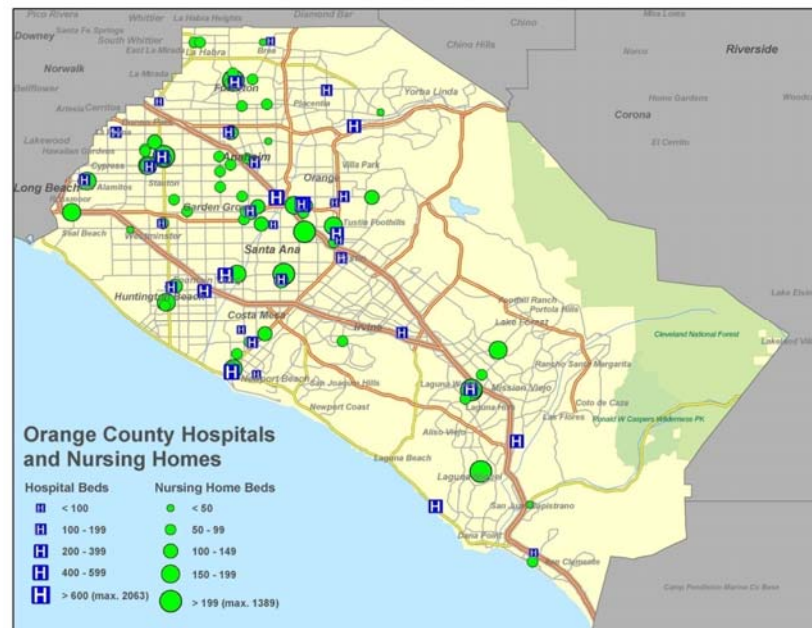 Pico Rivera
Whittier
La Habra Heights
Diamond Bar
Chino
Mira Loma
Santa Fe Springs
Downey
South Whittier
East La Mirada
La Habra
Brea
Chino Hills
Norco
Riverside
Norwalk
La Mirada
Bellflower
Fullerton
Placentia
Yorba Linda
Home Gardens
Artesia
Cerritos
Corona
Lakewood
Hawaiian Gardens
Anaheim
El Cerrito
Cypress
Villa Park
Orange
Long Beach
Alamitos
Stanton
Rossmoor
Garden Grove
Tustin Foothills
Seal Beach
Westminster
Santa Ana
Huntington Beach
Foothill Ranch
Portola Hills
Costa Mesa
Irvine
Lake Forest
Cleveland National Forest
Rancho Santa Margarita
Newport Beach
San Joaquin Hills
Mission Viejo
Coto de Caza
Newport Coast
Laguna Hills
Las Flores
Ronald W Caspers Wilderness PK
Aliso Viejo
Laguna Beach
Laguna Niguel
San Juan Capistrano
Dana Point
San Clemente
Camp Pendleton Marine Co Base
Orange County Hospitals
and Nursing Homes
Hospital Beds Nursing Home Beds
H < 100 < 50
H 100 - 199 50 - 99
H 200 - 399 100 - 149
H 400 - 599 150 - 199
H > 600 (max. 2063) > 199 (max. 1389)